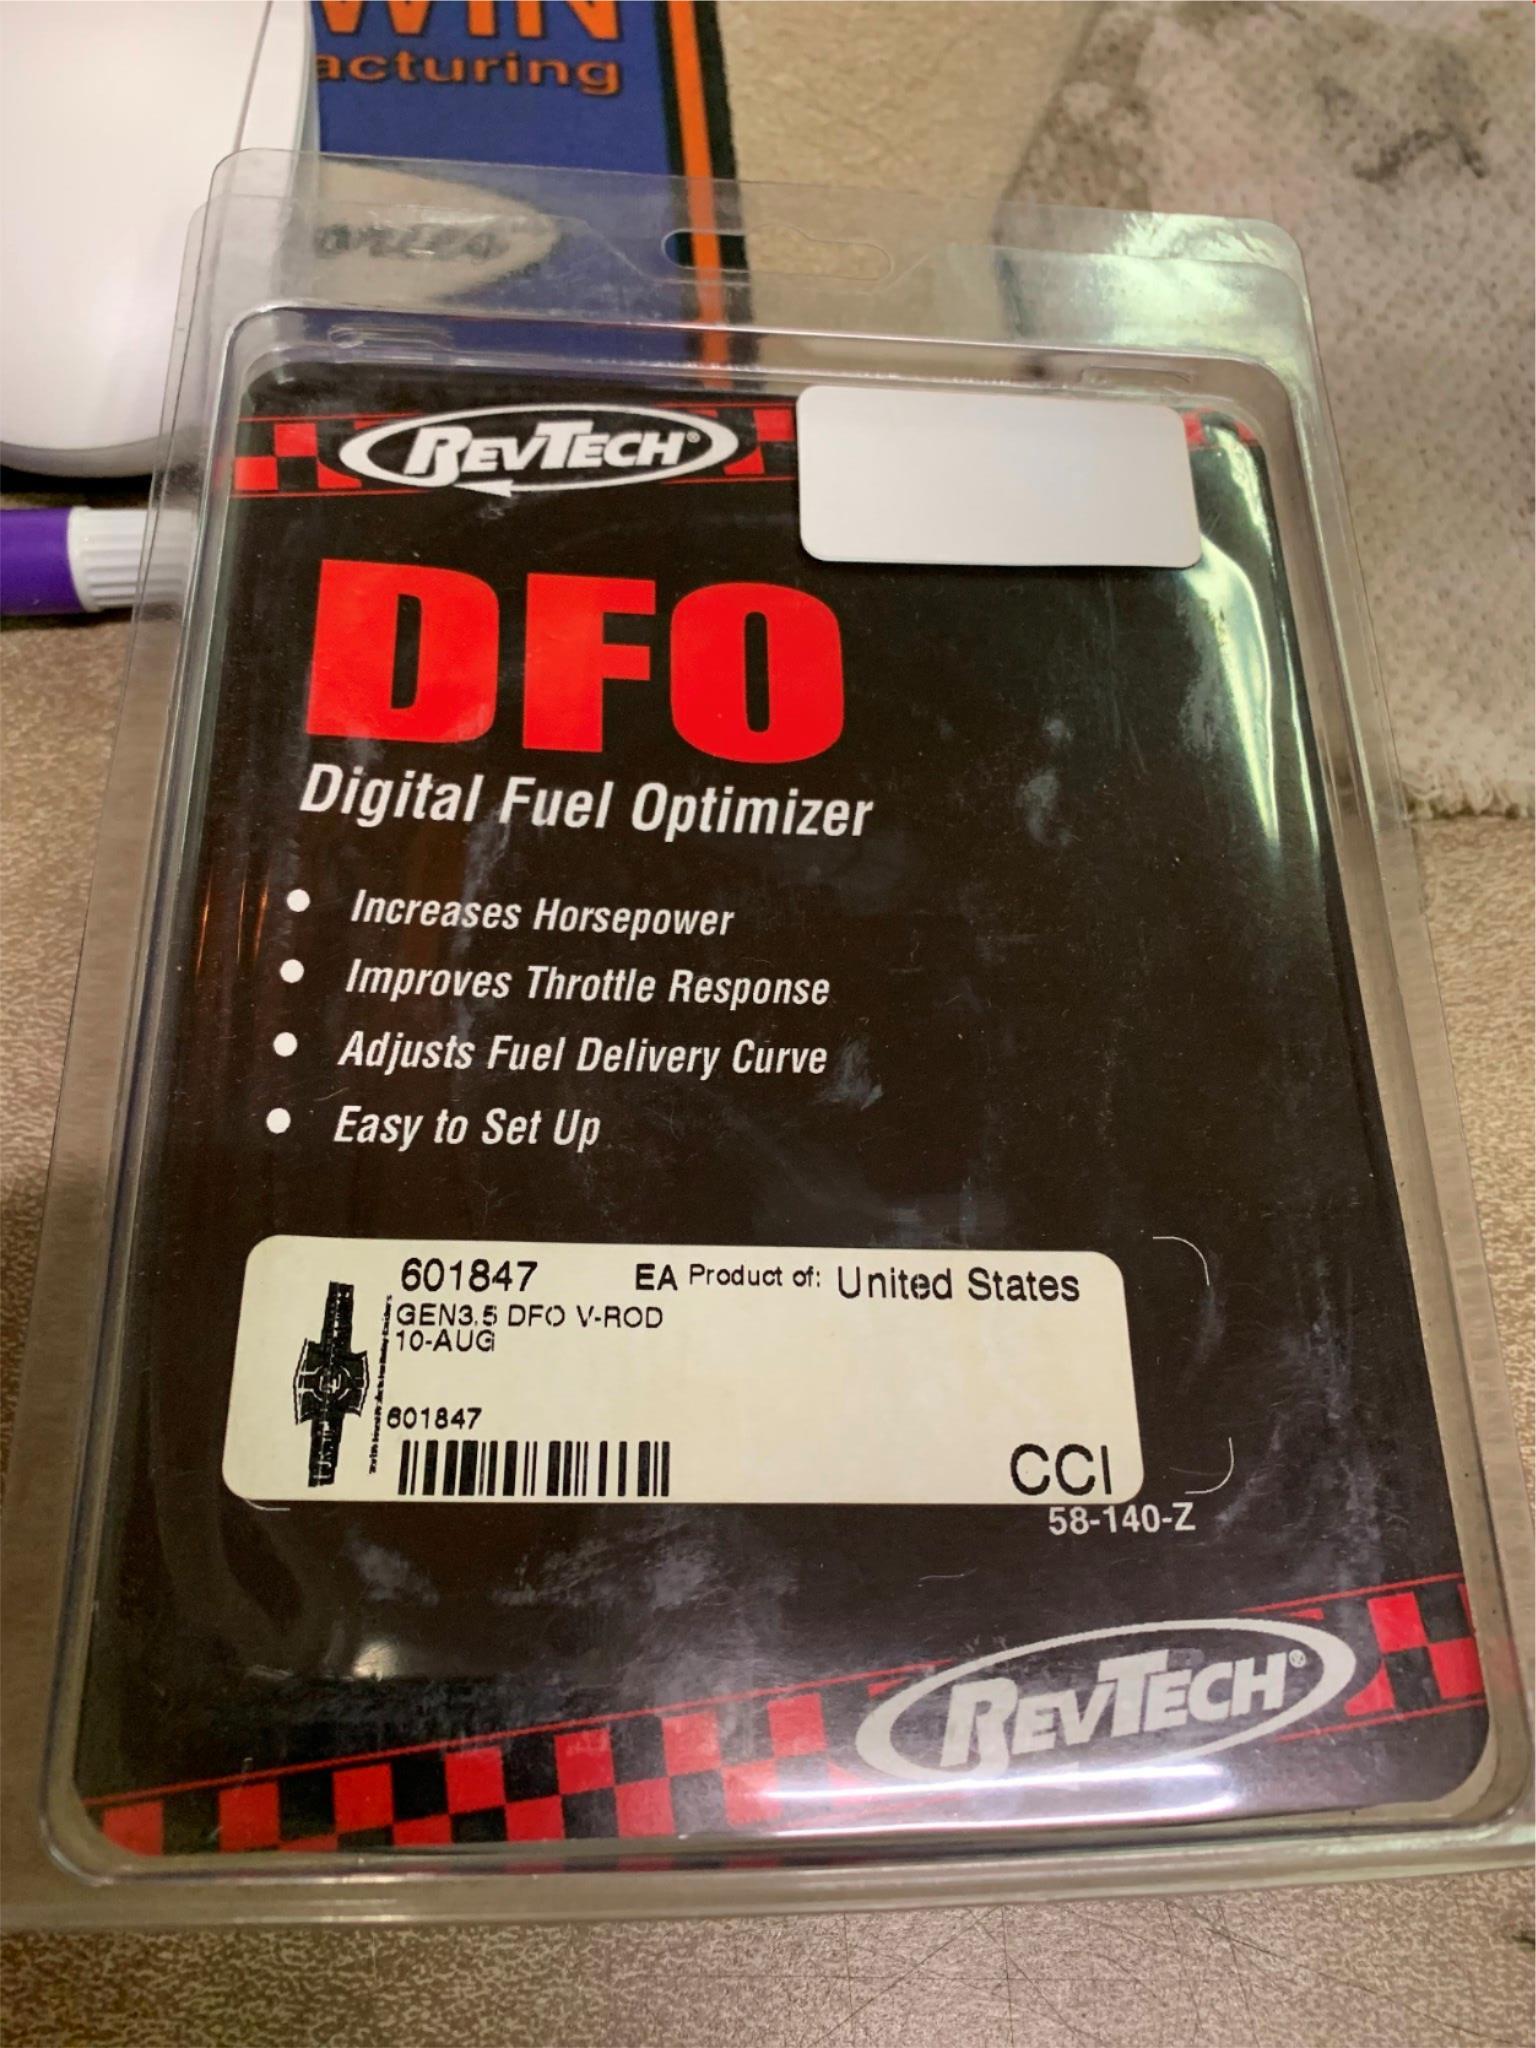 WIN
acturing
REVTECH®
DFO
Digital Fuel Optimizer
• Increases Horsepower
• Improves Throttle Response
• Adjusts Fuel Delivery Curve
• Easy to Set Up
601847 EA Product of: United States
GEN3.5 DFO V-ROD
10-AUG
601847
CCI
58-140-Z
REVTECH®